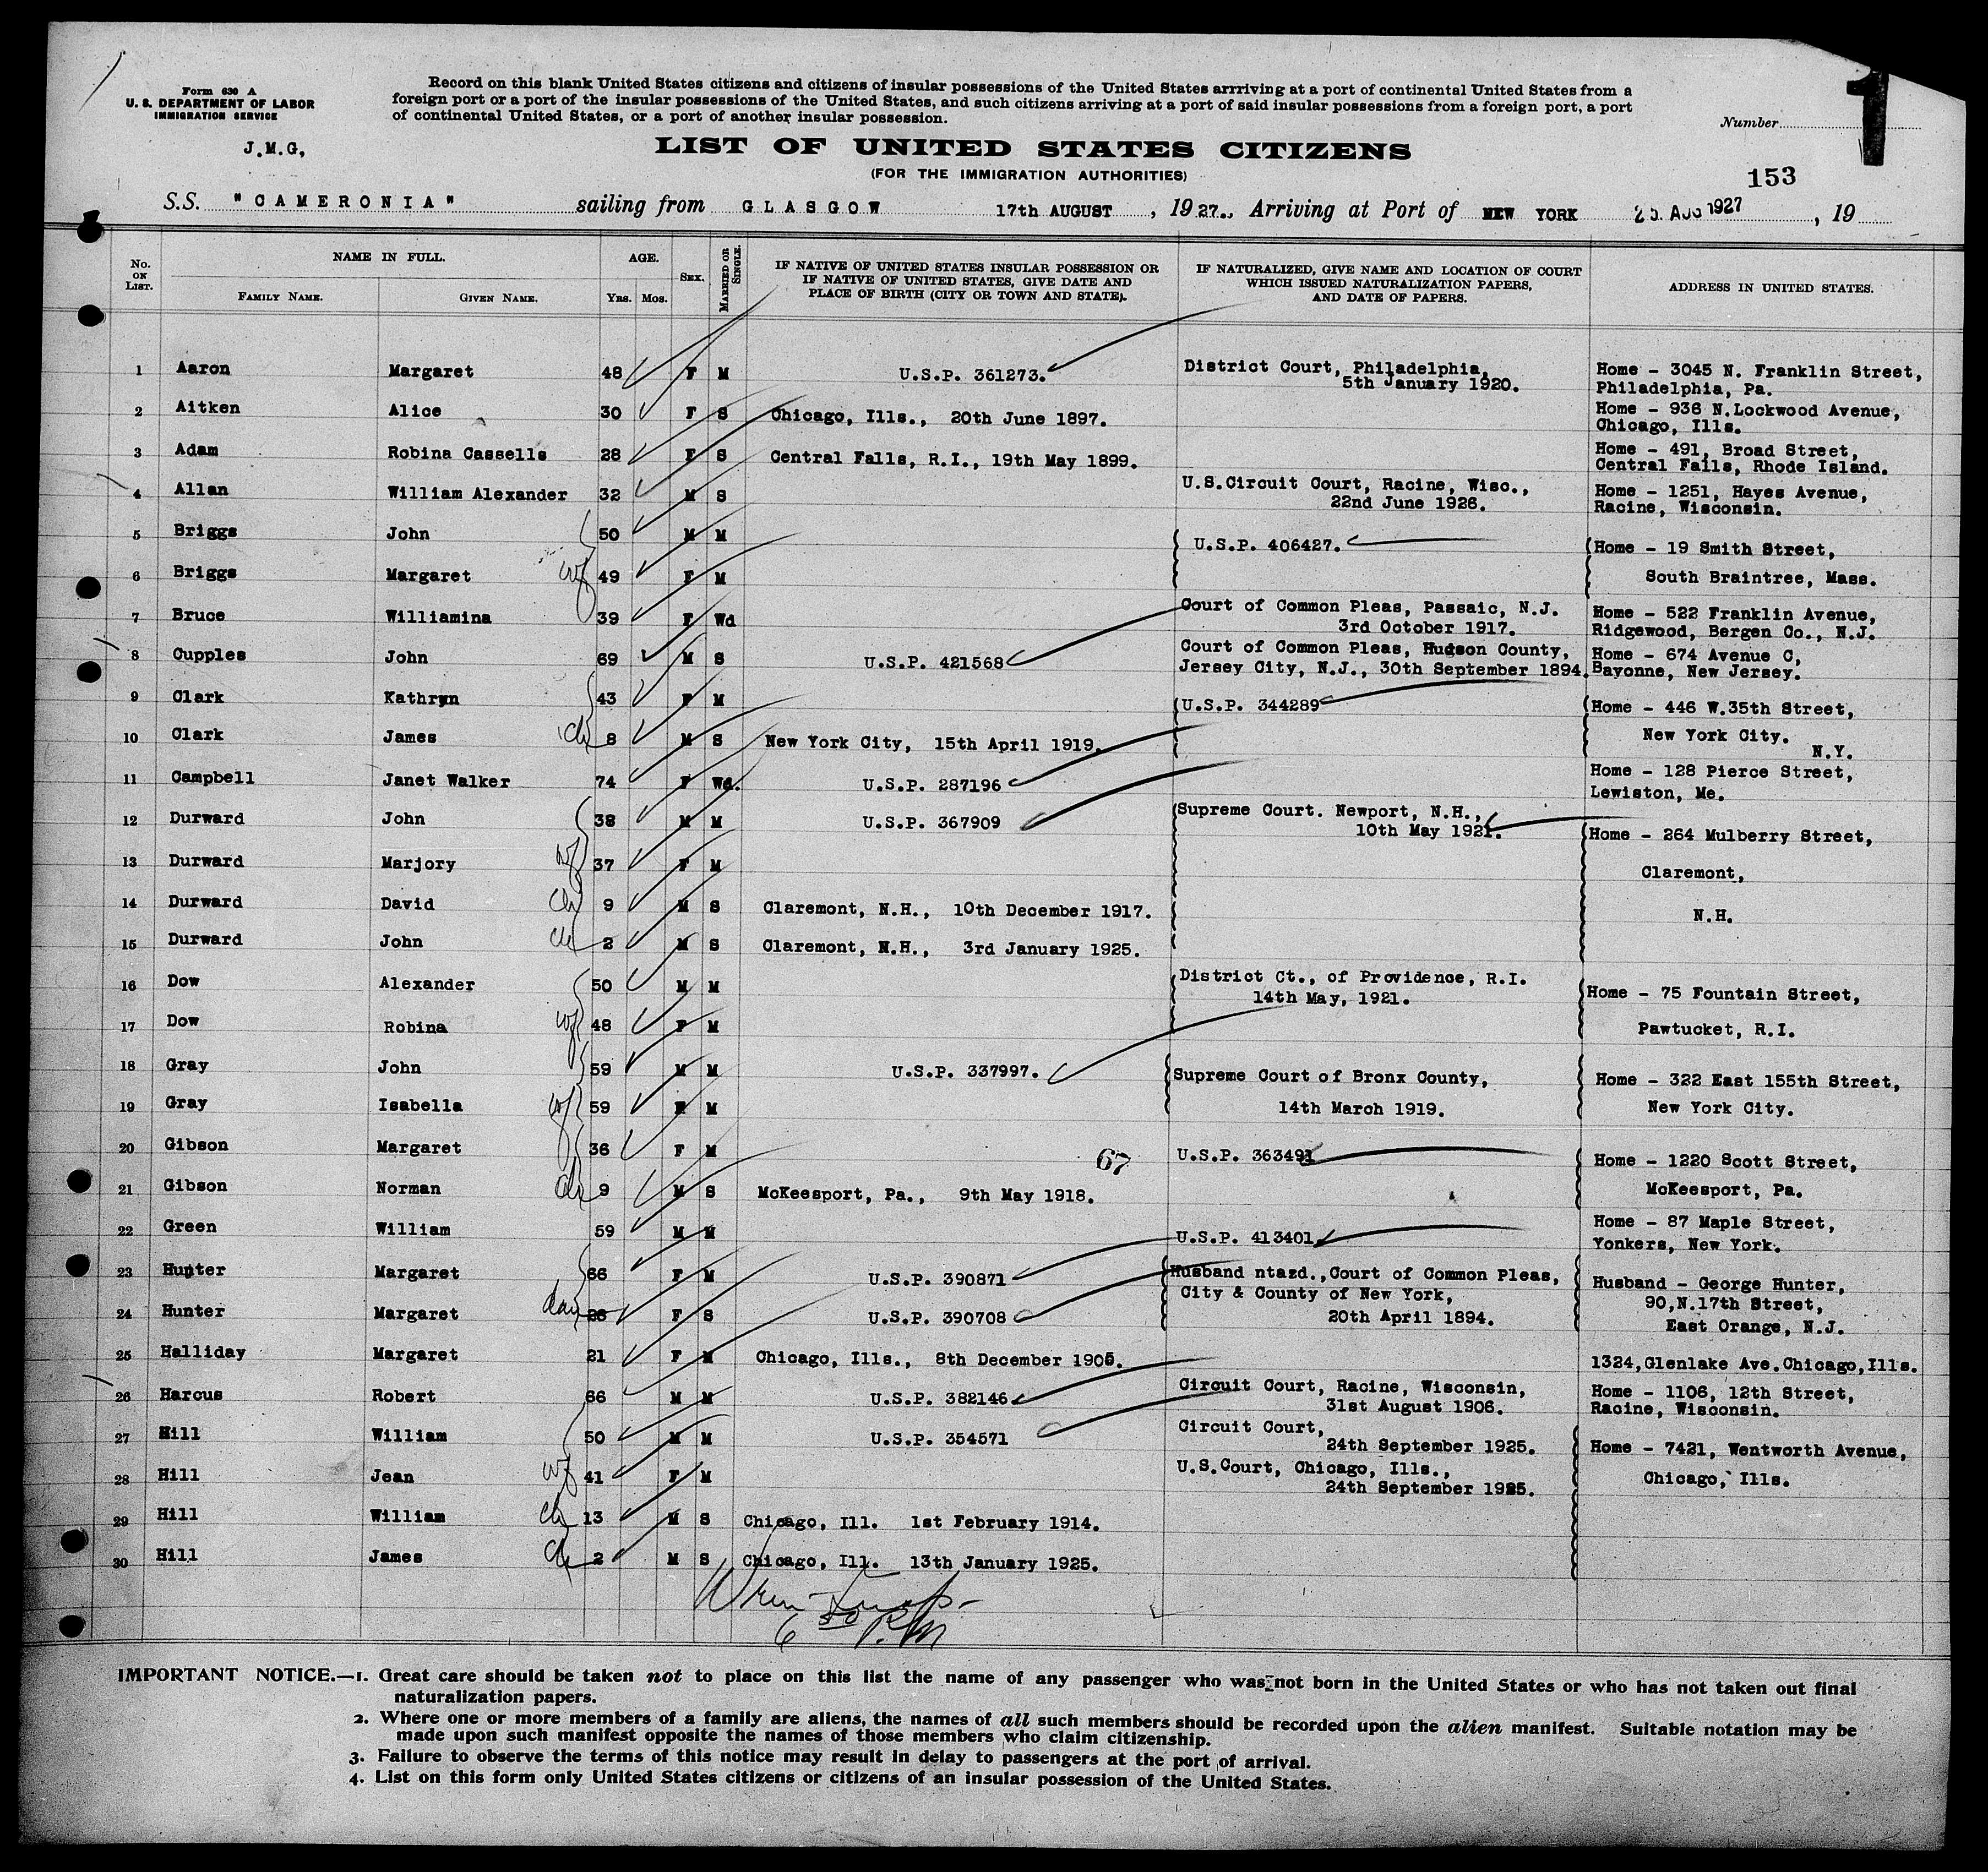 Form 630 A
U. S. DEPARTMENT OF LABOR
IMMIGRATION SERVICE
J.M.G,
Record on this blank United States citizens and citizens of insular possessions of the United States arrriving at a port of continental United States from a
foreign port or a port of the insular possessions of the United States, and such citizens arriving at a port of said insular possessions from a foreign port, a port
of continental United States, or a port of another insular possession.
Number
1
LIST OF UNITED STATES CITIZENS
(FOR THE IMMIGRATION AUTHORITIES)
153
S.S. "CAMERONIA" sailing from GLASGOW 17th AUGUST, 1927., Arriving at Port of NEW YORK 25. AUG 1927, 19
No. ON LIST.
NAME IN FULL.
FAMILY NAME. GIVEN NAME.
AGE.
YRS. MOS.
SEX.
MARRIED OR SINGLE.
IF NATIVE OF UNITED STATES INSULAR POSSESSION OR
IF NATIVE OF UNITED STATES, GIVE DATE AND
PLACE OF BIRTH (CITY OR TOWN AND STATE).
IF NATURALIZED, GIVE NAME AND LOCATION OF COURT
WHICH ISSUED NATURALIZATION PAPERS,
AND DATE OF PAPERS.
ADDRESS IN UNITED STATES.
1 Aaron Margaret 48 F M U.S.P. 361273. District Court, Philadelphia, Home - 3045 N. Franklin Street,
5th January 1920. Philadelphia, Pa.
2 Aitken Alice 30 F S Chicago, Ills., 20th June 1897. Home - 936 N.Lockwood Avenue,
Chicago, Ills.
3 Adam Robina Cassells 28 F S Central Falls, R.I., 19th May 1899. Home - 491, Broad Street,
Central Falls, Rhode Island.
4 Allan William Alexander 32 M S U.S.Circuit Court, Racine, Wisc., Home - 1251, Hayes Avenue,
22nd June 1926. Racine, Wisconsin.
5 Briggs John 50 M M U.S.P. 406427. Home - 19 Smith Street,
6 Briggs Margaret wf 49 F M South Braintree, Mass.
7 Bruce Williamina 39 F Wd Court of Common Pleas, Passaic, N.J. Home - 522 Franklin Avenue,
3rd October 1917. Ridgewood, Bergen Co., N.J.
8 Cupples John 69 M S U.S.P. 421568 Court of Common Pleas, Hudson County, Home - 674 Avenue C,
Jersey City, N.J., 30th September 1894. Bayonne, New Jersey.
9 Clark Kathryn 43 F M U.S.P. 344289 Home - 446 W.35th Street,
10 Clark James ch 8 M S New York City, 15th April 1919. New York City.
N.Y.
11 Campbell Janet Walker 74 F Wd. U.S.P. 287196 Home - 128 Pierce Street,
Lewiston, Me.
12 Durward John 38 M M U.S.P. 367909 Supreme Court. Newport, N.H.,
10th May 1921. Home - 264 Mulberry Street,
13 Durward Marjory wf 37 F M Claremont,
14 Durward David ch 9 M S Claremont, N.H., 10th December 1917. N.H.
15 Durward John ch 2 M S Claremont, N.H., 3rd January 1925.
16 Dow Alexander 50 M M District Ct., of Providence, R.I.
14th May, 1921. Home - 75 Fountain Street,
17 Dow Robina wf 48 F M Pawtucket, R.I.
18 Gray John 59 M M U.S.P. 337997. Supreme Court of Bronx County, Home - 322 East 155th Street,
19 Gray Isabella wf 59 F M 14th March 1919. New York City.
20 Gibson Margaret 36 F M 67 U.S.P. 363491 Home - 1220 Scott Street,
21 Gibson Norman ch 9 M S McKeesport, Pa., 9th May 1918. McKeesport, Pa.
22 Green William 59 M M U.S.P. 413401. Home - 87 Maple Street,
Yonkers, New York.
23 Hunter Margaret 66 F M U.S.P. 390871 Husband ntazd.,Court of Common Pleas, Husband - George Hunter,
City & County of New York, 90,N.17th Street,
24 Hunter Margaret dau 26 F S U.S.P. 390708 20th April 1894. East Orange, N.J.
25 Halliday Margaret 21 F M Chicago, Ills., 8th December 1905. 1324,Glenlake Ave.Chicago,Ills.
26 Harcus Robert 66 M M U.S.P. 382146 Circuit Court, Racine, Wisconsin, Home - 1106, 12th Street,
31st August 1906. Racine, Wisconsin.
27 Hill William 50 M M U.S.P. 354571 Circuit Court,
24th September 1925. Home - 7421, Wentworth Avenue,
28 Hill Jean wf 41 F M U.S.Court, Chicago, Ills., Chicago, Ills.
24th September 1925.
29 Hill William ch 13 M S Chicago, Ill. 1st February 1914.
30 Hill James ch 2 M S Chicago, Ill. 13th January 1925.
6 30 P.M
IMPORTANT NOTICE.—1. Great care should be taken not to place on this list the name of any passenger who was not born in the United States or who has not taken out final
naturalization papers.
2. Where one or more members of a family are aliens, the names of all such members should be recorded upon the alien manifest. Suitable notation may be
made upon such manifest opposite the names of those members who claim citizenship.
3. Failure to observe the terms of this notice may result in delay to passengers at the port of arrival.
4. List on this form only United States citizens or citizens of an insular possession of the United States.